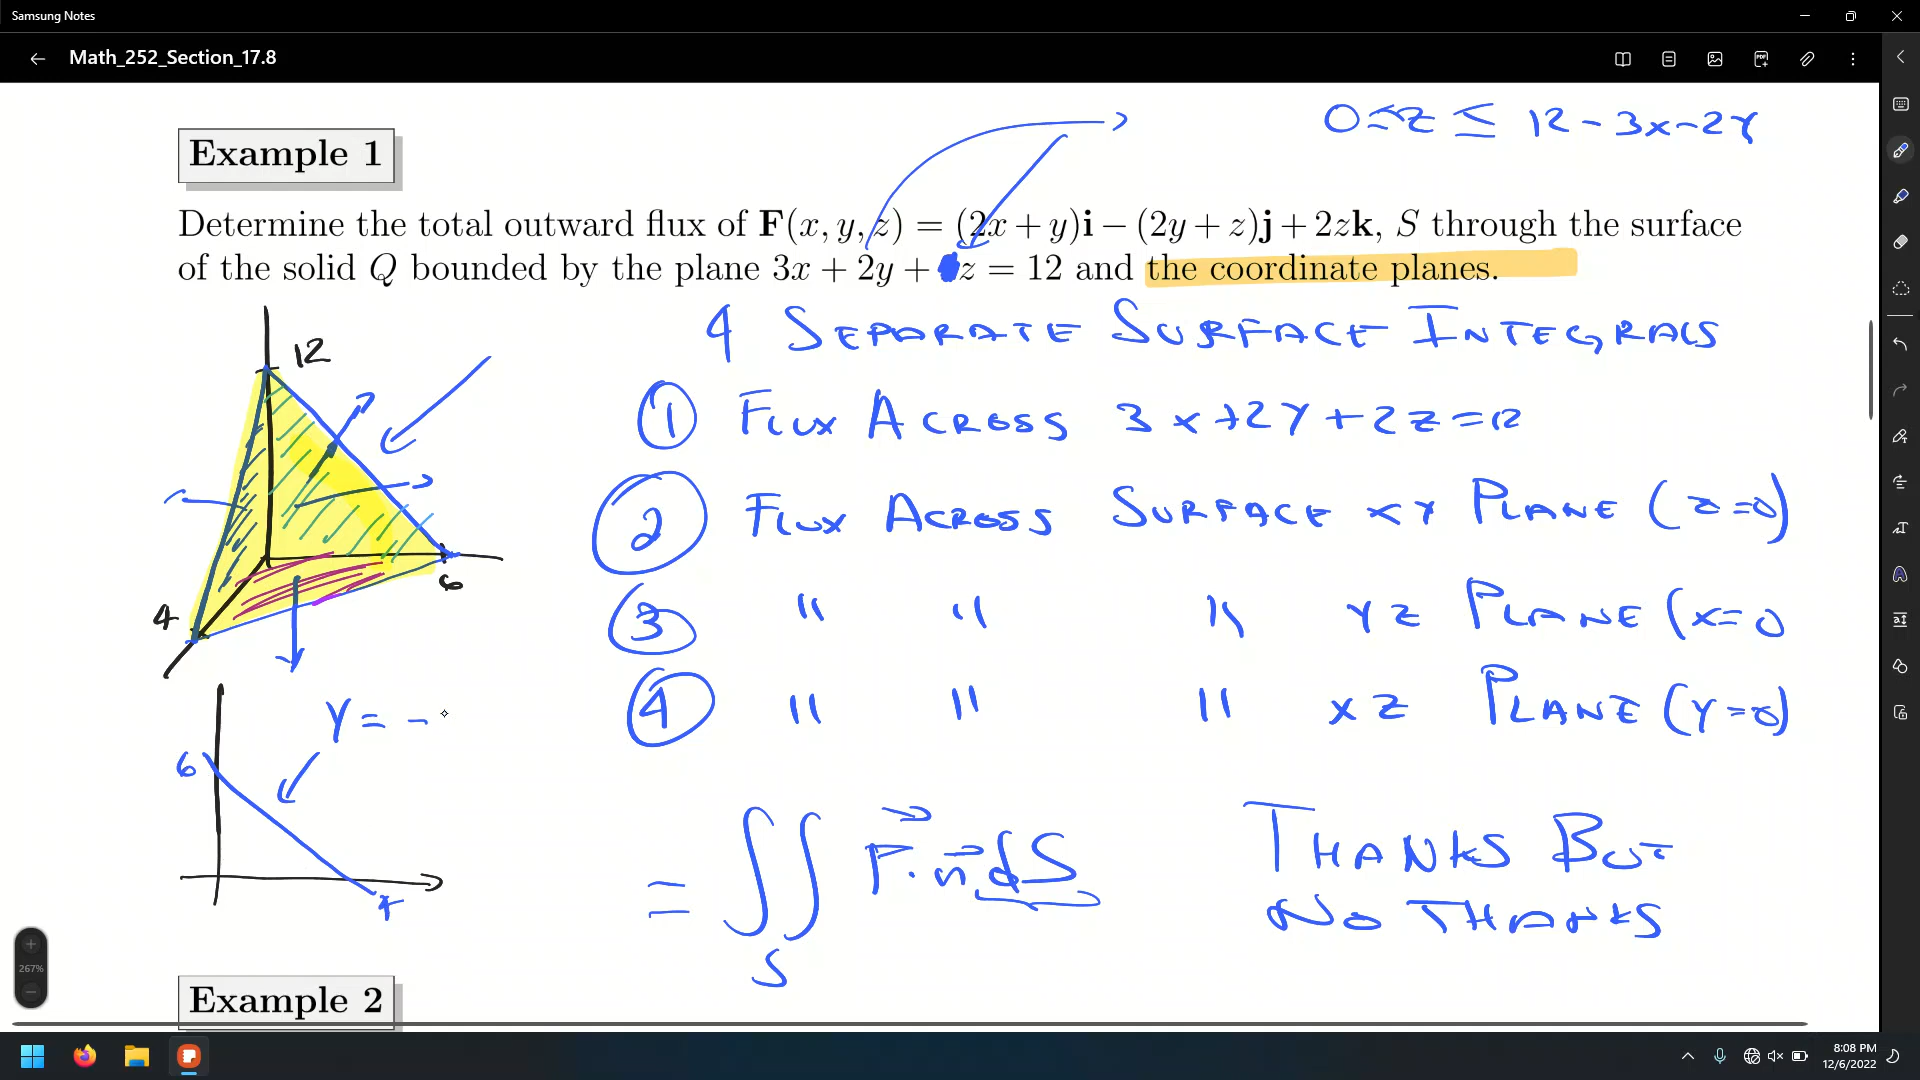 Samsung Notes
Math_252_Section_17.8
0 ≤ z ≤ 12 - 3x - 2y
Example 1
Determine the total outward flux of F(x, y, z) = (2x + y)i − (2y + z)j + 2zk, S through the surface
of the solid Q bounded by the plane 3x + 2y + z = 12 and the coordinate planes.
4 SEPARATE SURFACE INTEGRALS
12
① FLUX ACROSS 3x+2y+2z=12
② FLUX ACROSS SURFACE XY PLANE (z=0)
6
4
③ " " " YZ PLANE (x=0
④ " " " XZ PLANE (y=0)
y = -
6
4
= ∬ F⃗ · n⃗ dS
S
THANKS BUT
NO THANKS
267%
Example 2
8:08 PM
12/6/2022